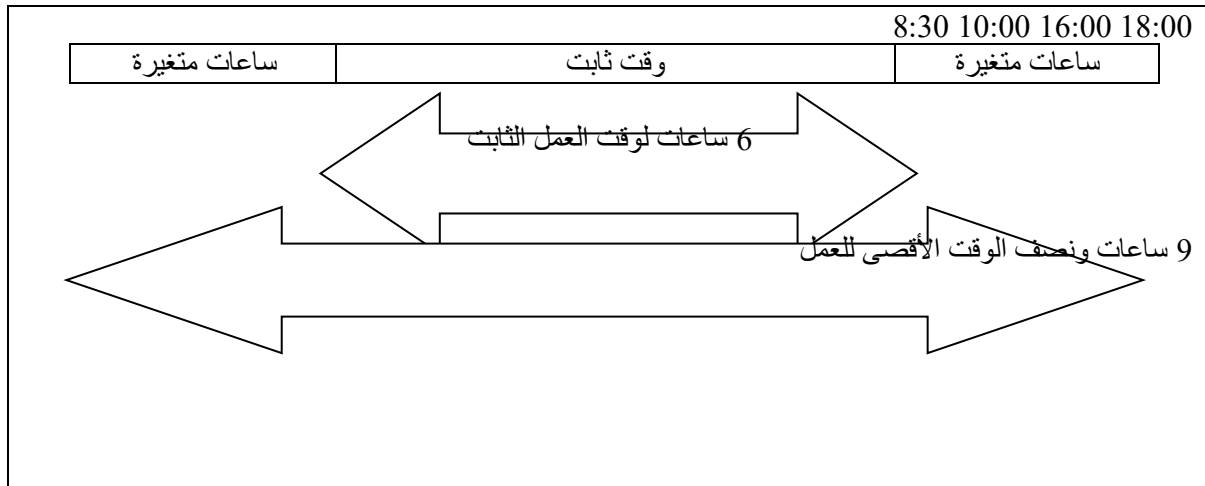 8:30 10:00 16:00 18:00
ساعات متغيرة
وقت ثابت
ساعات متغيرة
6 ساعات لوقت العمل الثابت
9 ساعات ونصف الوقت الأقصى للعمل